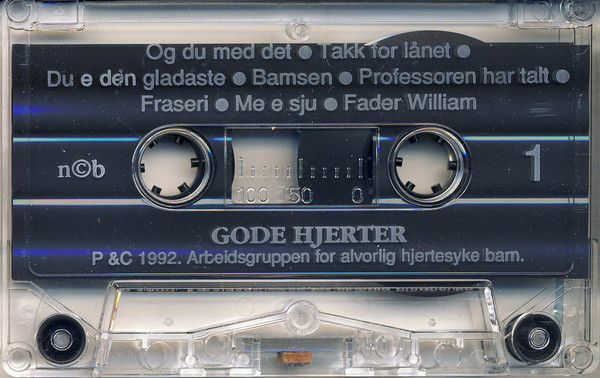 Og du med det ● Takk for lånet ●
Du e den gladaste ● Bamsen ● Professoren har talt ●
Fraseri ● Me e sju ● Fader William
n©b
1
100 50 0
GODE HJERTER
P & C 1992. Arbeidsgruppen for alvorlig hjertesyke barn.